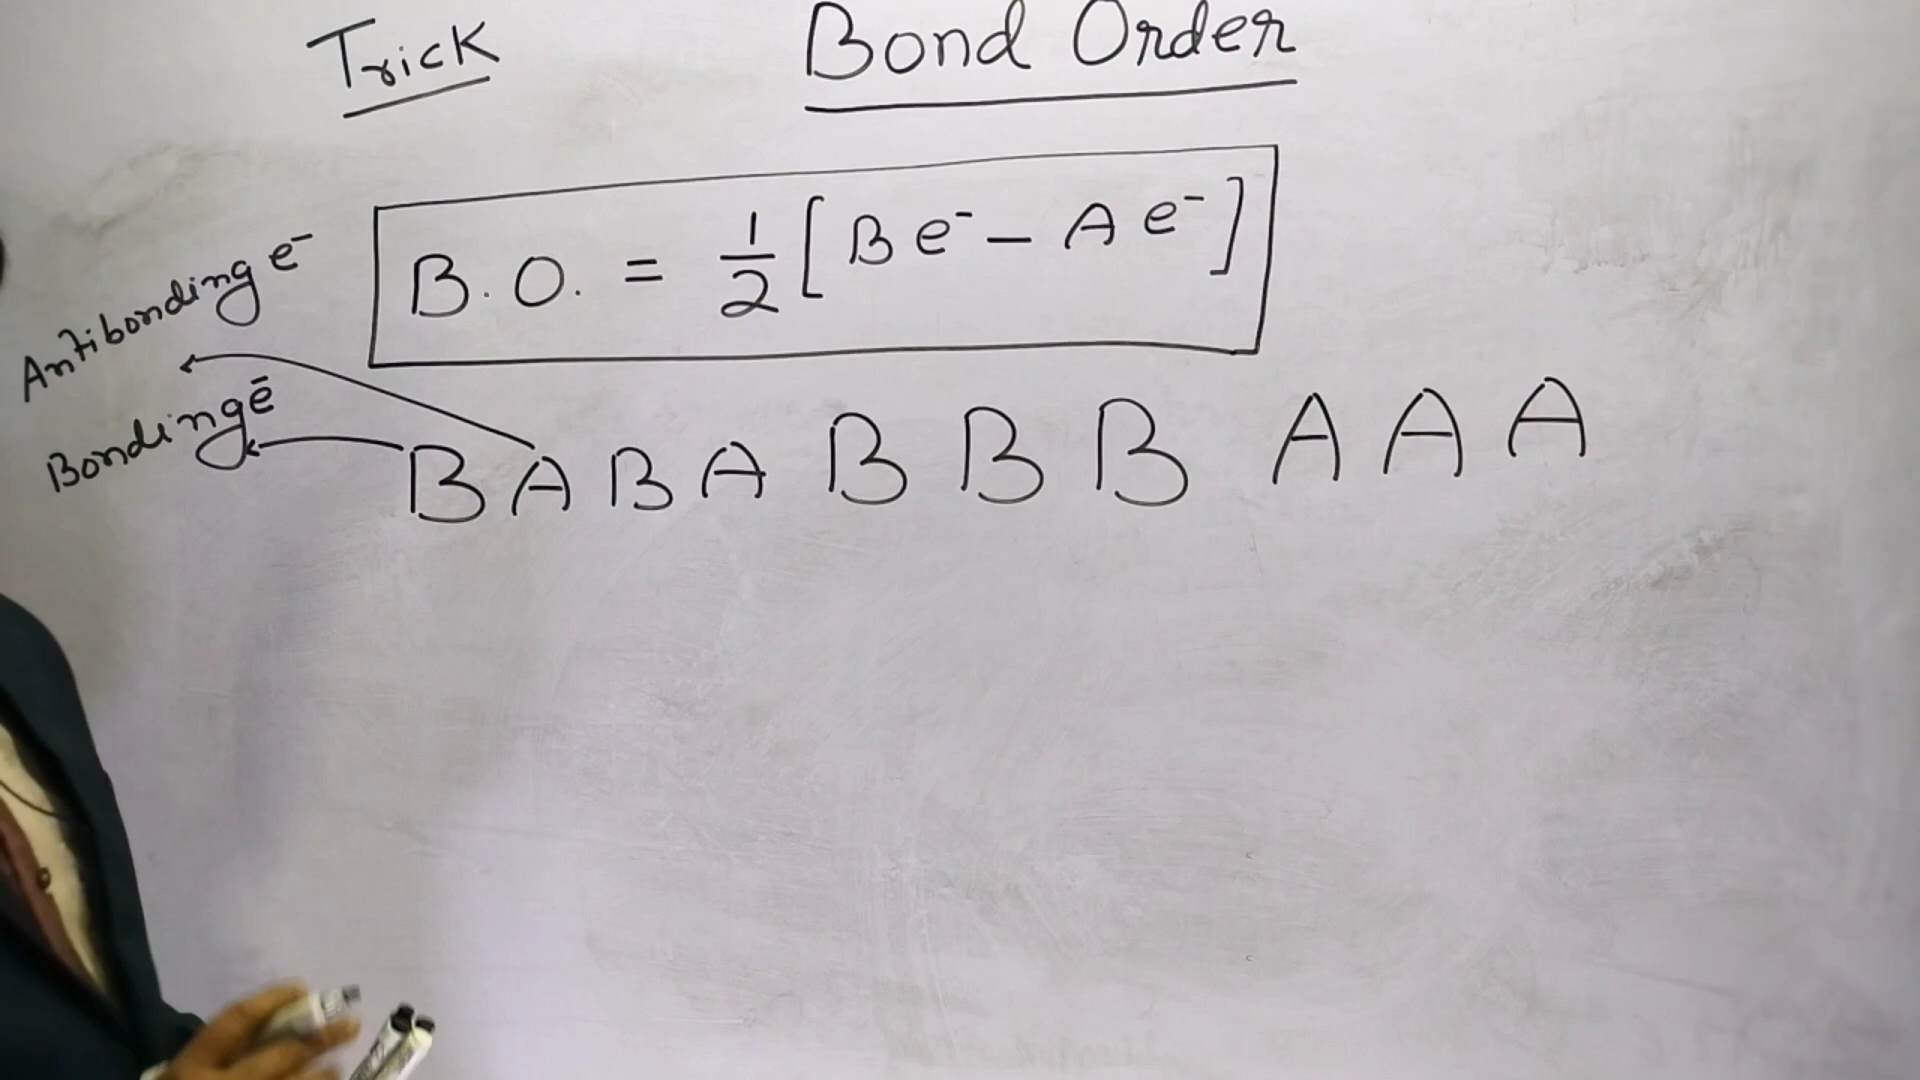 Trick
Bond Order
B.O. = 1/2 [Be⁻ – Ae⁻]
Antibonding e⁻
Bonding e⁻
B A B A B B B A A A